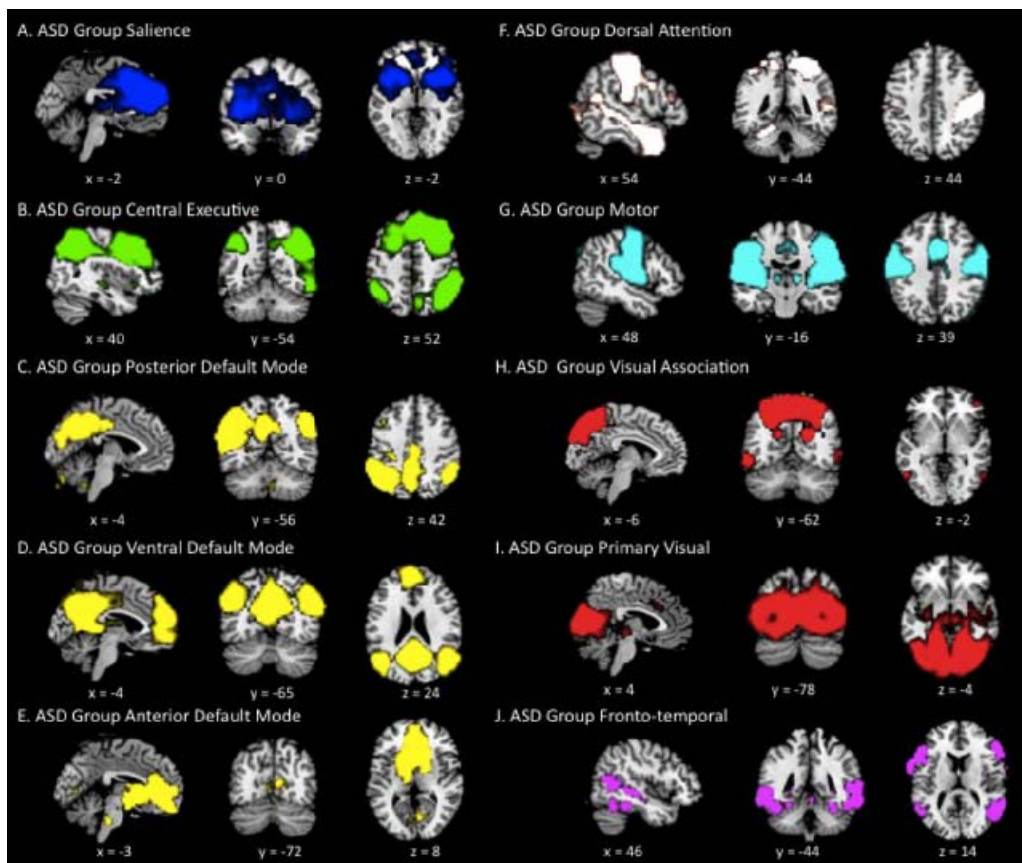 A. ASD Group Salience
x = -2 y = 0 z = -2
B. ASD Group Central Executive
x = 40 y = -54 z = 52
C. ASD Group Posterior Default Mode
x = -4 y = -56 z = 42
D. ASD Group Ventral Default Mode
x = -4 y = -65 z = 24
E. ASD Group Anterior Default Mode
x = -3 y = -72 z = 8
F. ASD Group Dorsal Attention
x = 54 y = -44 z = 44
G. ASD Group Motor
x = 48 y = -16 z = 39
H. ASD Group Visual Association
x = -6 y = -62 z = -2
I. ASD Group Primary Visual
x = 4 y = -78 z = -4
J. ASD Group Fronto-temporal
x = 46 y = -44 z = 14